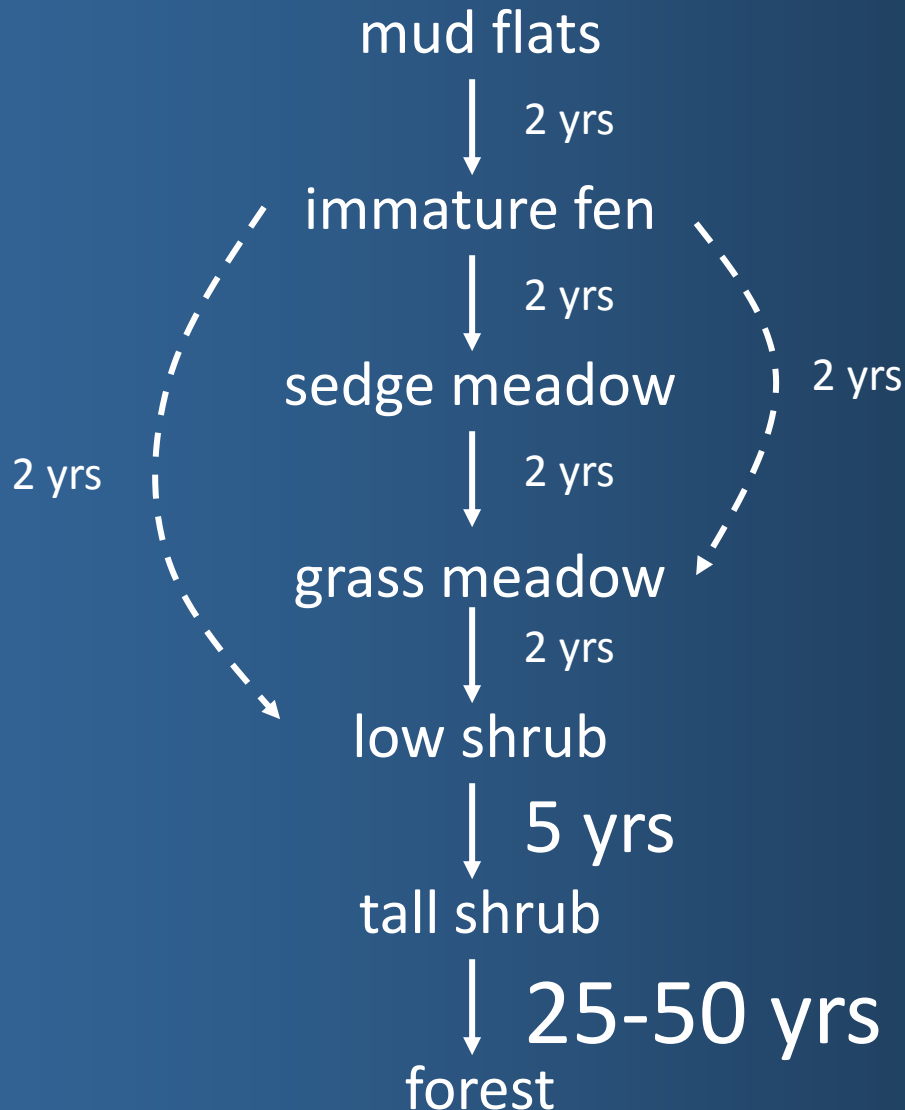 mud flats
2 yrs
immature fen
2 yrs
sedge meadow
2 yrs
2 yrs
2 yrs
grass meadow
2 yrs
low shrub
5 yrs
tall shrub
25-50 yrs
forest